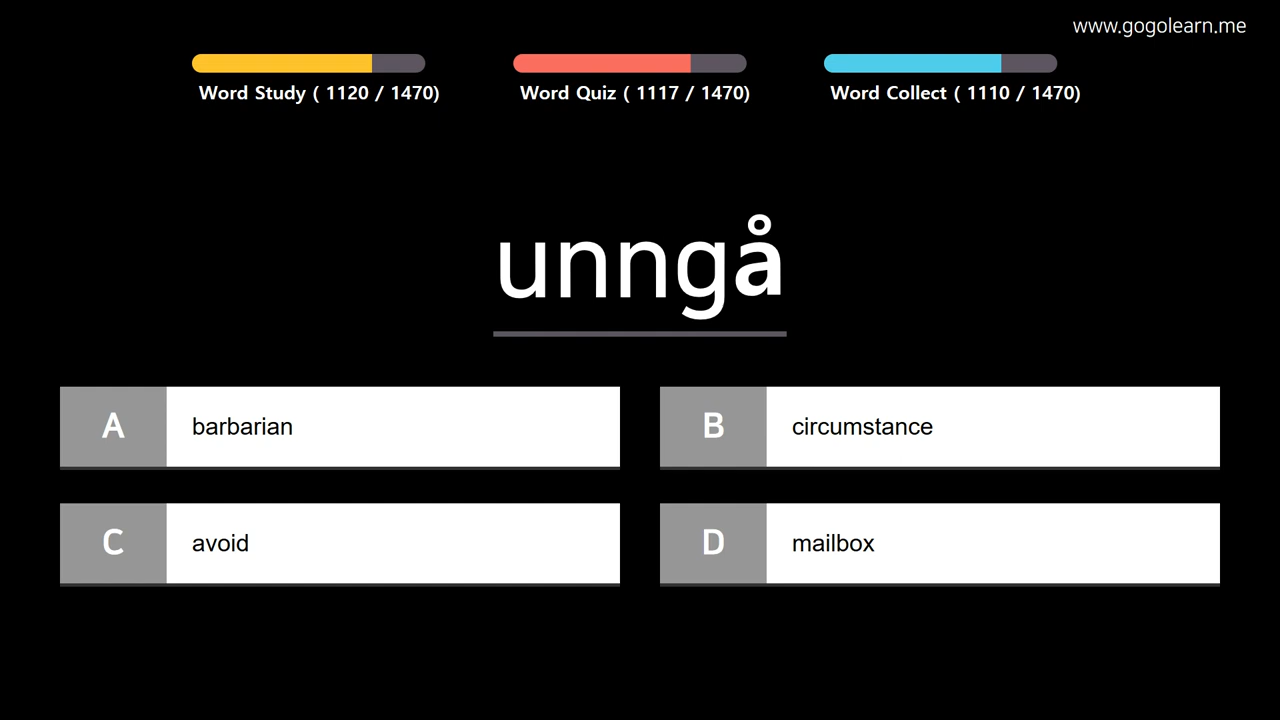 www.gogolearn.me
Word Study ( 1120 / 1470)
Word Quiz ( 1117 / 1470)
Word Collect ( 1110 / 1470)
unngå
A barbarian
B circumstance
C avoid
D mailbox